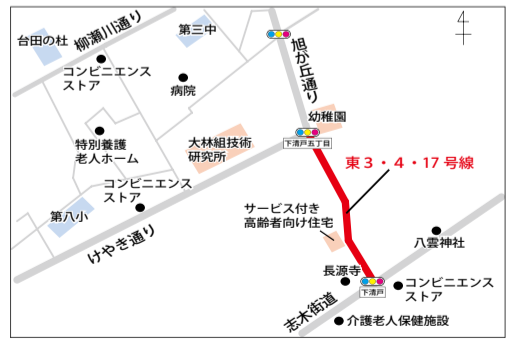 台田の杜
柳瀬川通り
第三中
旭が丘通り
コンビニエンス
ストア
病院
幼稚園
下清戸五丁目
特別養護
老人ホーム
大林組技術
研究所
東3・4・17号線
コンビニエンス
ストア
第八小
けやき通り
サービス付き
高齢者向け住宅
八雲神社
長源寺
下清戸
コンビニエンス
ストア
志木街道
介護老人保健施設